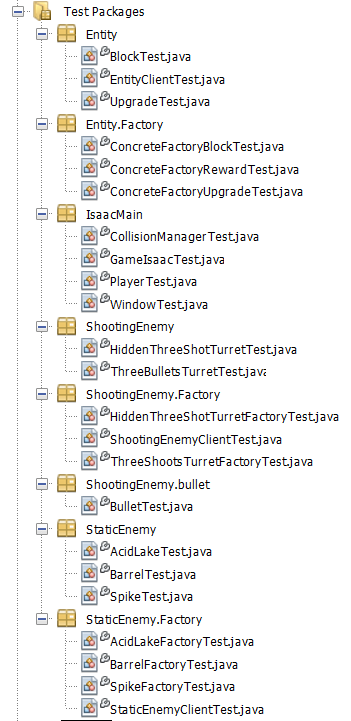 Test Packages
Entity
BlockTest.java
EntityClientTest.java
UpgradeTest.java
Entity.Factory
ConcreteFactoryBlockTest.java
ConcreteFactoryRewardTest.java
ConcreteFactoryUpgradeTest.java
IsaacMain
CollisionManagerTest.java
GameIsaacTest.java
PlayerTest.java
WindowTest.java
ShootingEnemy
HiddenThreeShotTurretTest.java
ThreeBulletsTurretTest.java
ShootingEnemy.Factory
HiddenThreeShotTurretFactoryTest.java
ShootingEnemyClientTest.java
ThreeShootsTurretFactoryTest.java
ShootingEnemy.bullet
BulletTest.java
StaticEnemy
AcidLakeTest.java
BarrelTest.java
SpikeTest.java
StaticEnemy.Factory
AcidLakeFactoryTest.java
BarrelFactoryTest.java
SpikeFactoryTest.java
StaticEnemyClientTest.java